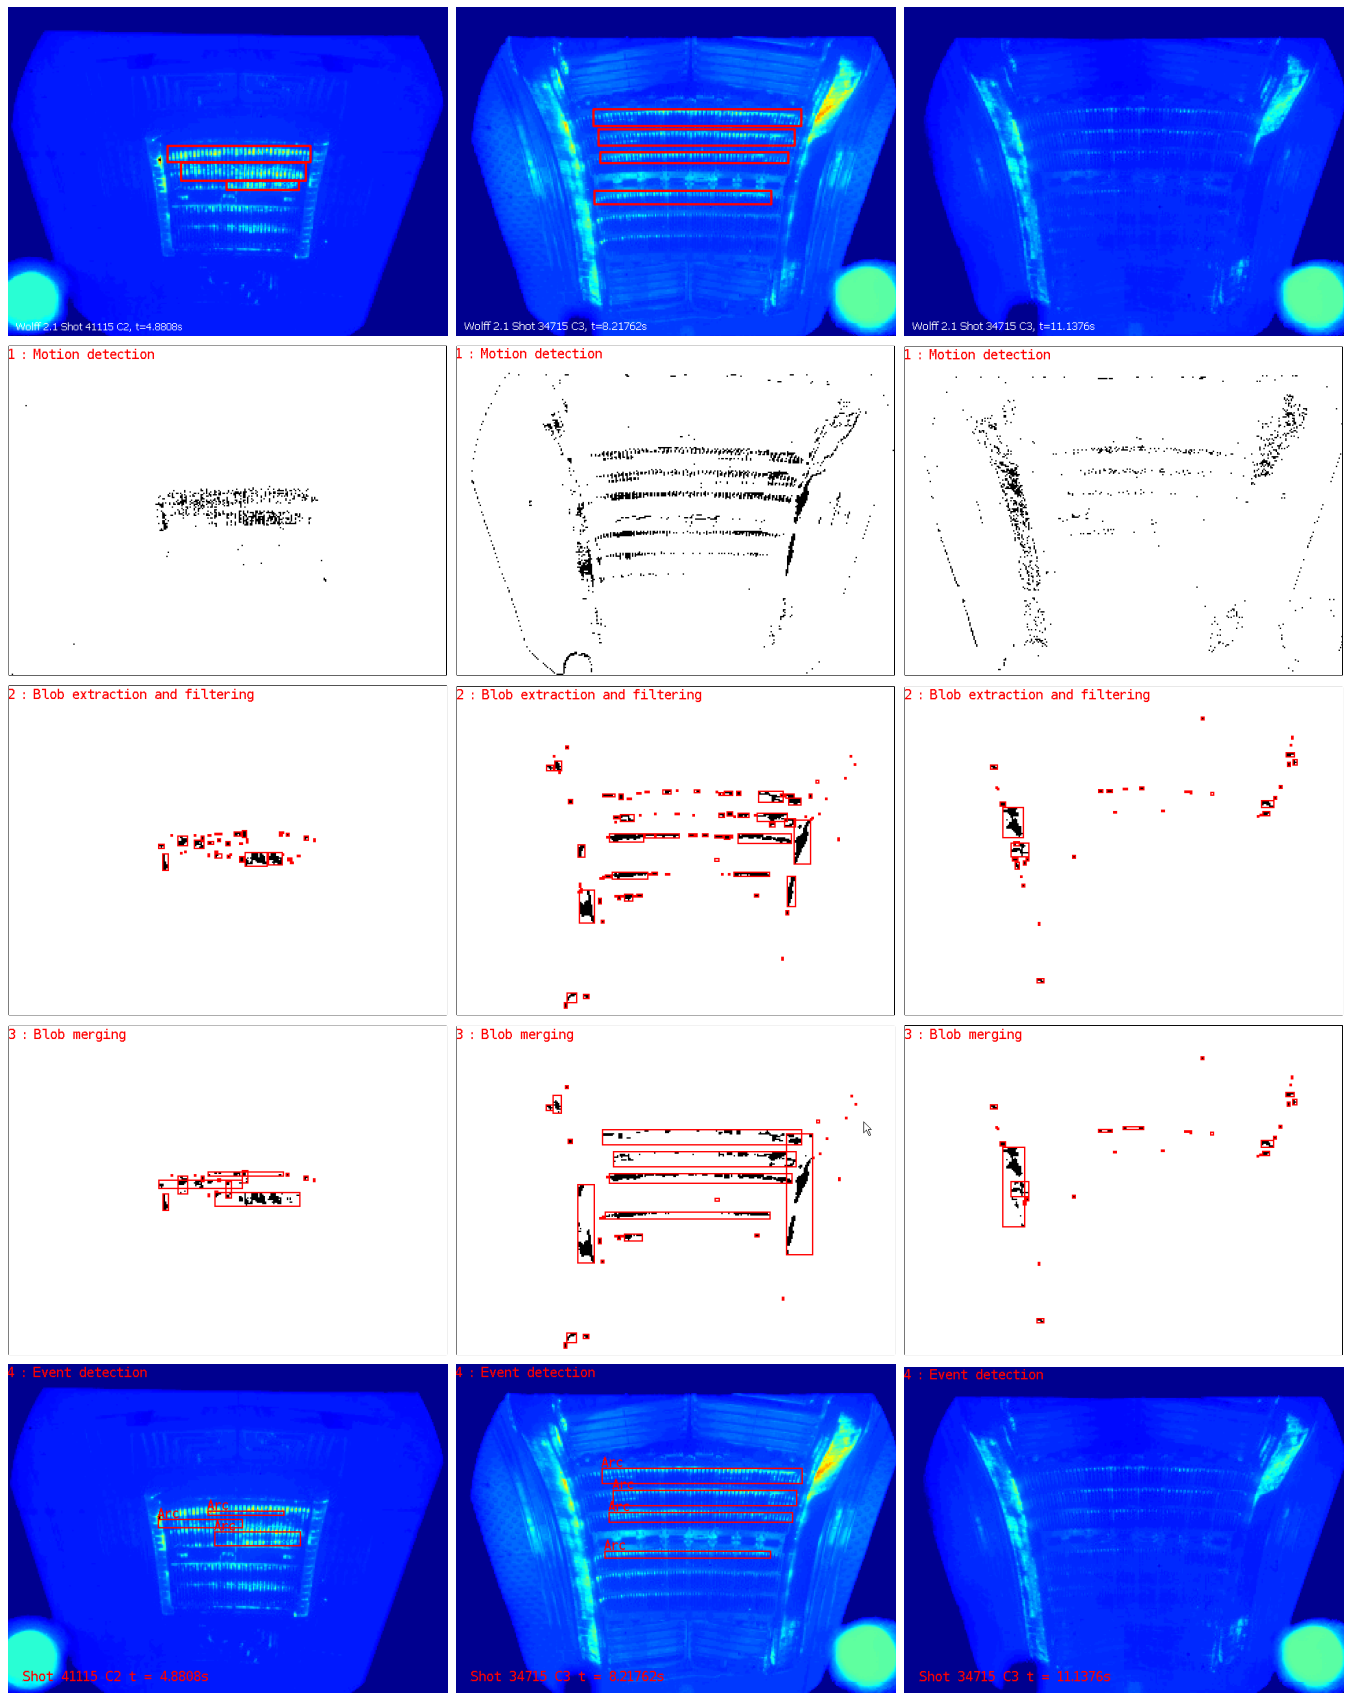 Wolff 2.1 Shot 41115 C2, t=4.8808s
Wolff 2.1 Shot 34715 C3, t=8.21762s
Wolff 2.1 Shot 34715 C3, t=11.1376s
1 : Motion detection
1 : Motion detection
1 : Motion detection
2 : Blob extraction and filtering
2 : Blob extraction and filtering
2 : Blob extraction and filtering
3 : Blob merging
3 : Blob merging
3 : Blob merging
4 : Event detection
4 : Event detection
4 : Event detection
Arc
Arc
Arc
Arc
Arc
Arc
Arc
Shot 41115 C2 t = 4.8808s
Shot 34715 C3 t = 8.21762s
Shot 34715 C3 t = 11.1376s